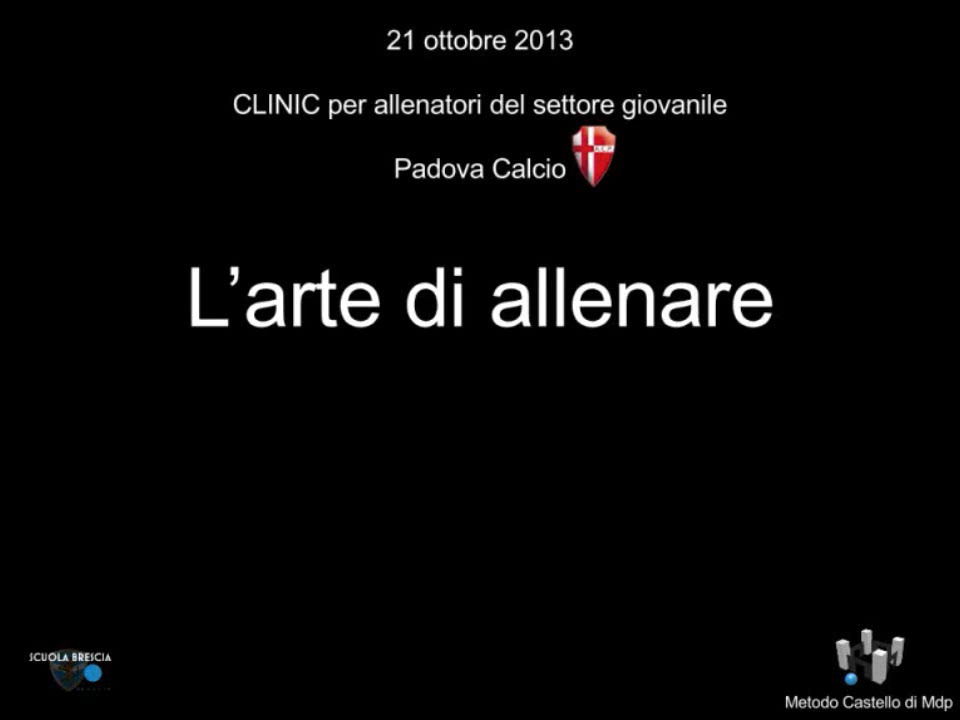 21 ottobre 2013
CLINIC per allenatori del settore giovanile
Padova Calcio
A.C.P.
L’arte di allenare
SCUOLA BRESCIA
Metodo Castello di Mdp